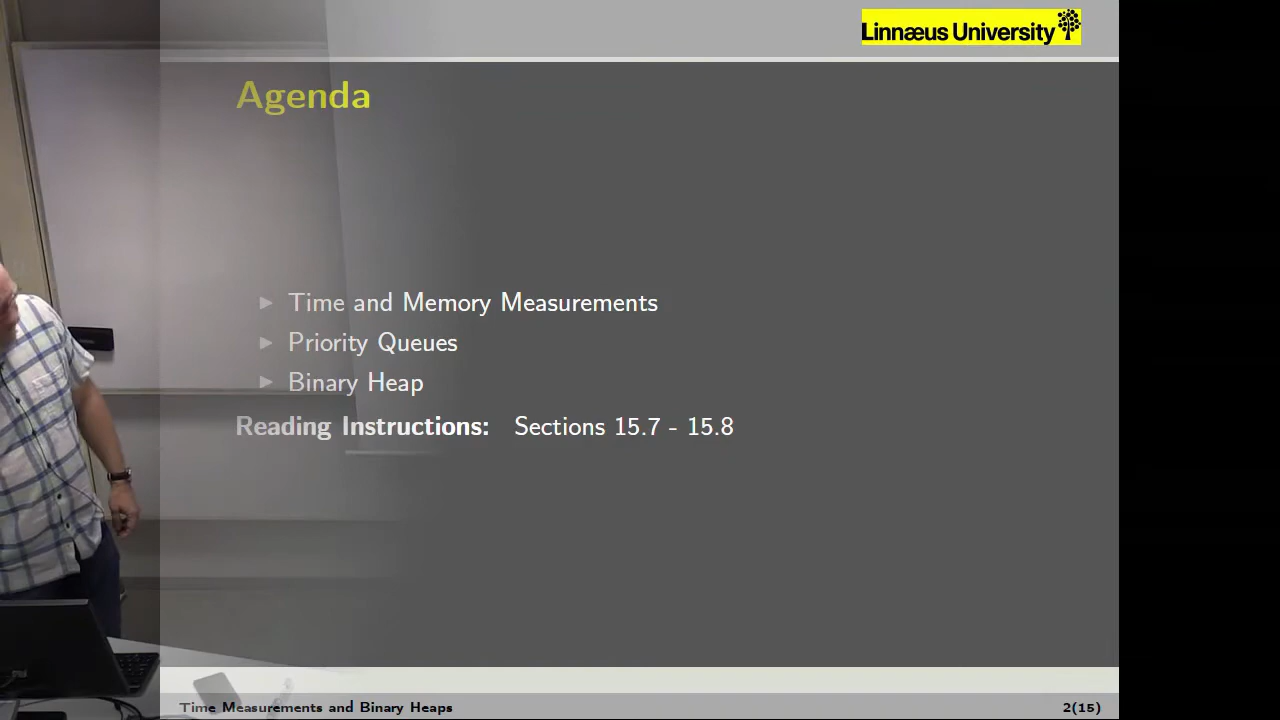 Linnæus University
Agenda
▶ Time and Memory Measurements
▶ Priority Queues
▶ Binary Heap
Reading Instructions: Sections 15.7 - 15.8
Time Measurements and Binary Heaps 2(15)